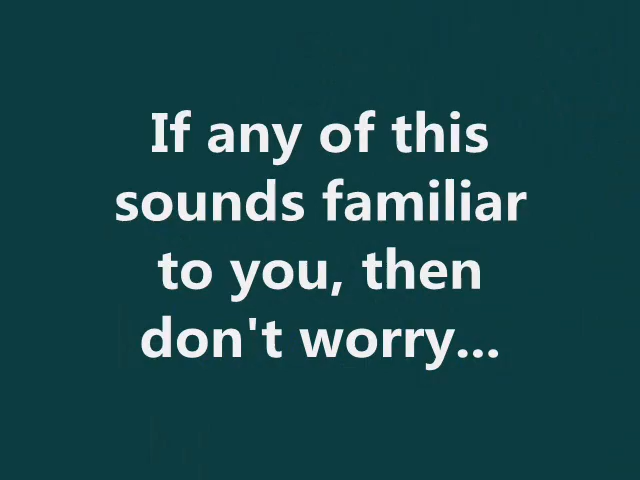 If any of this
sounds familiar
to you, then
don't worry...